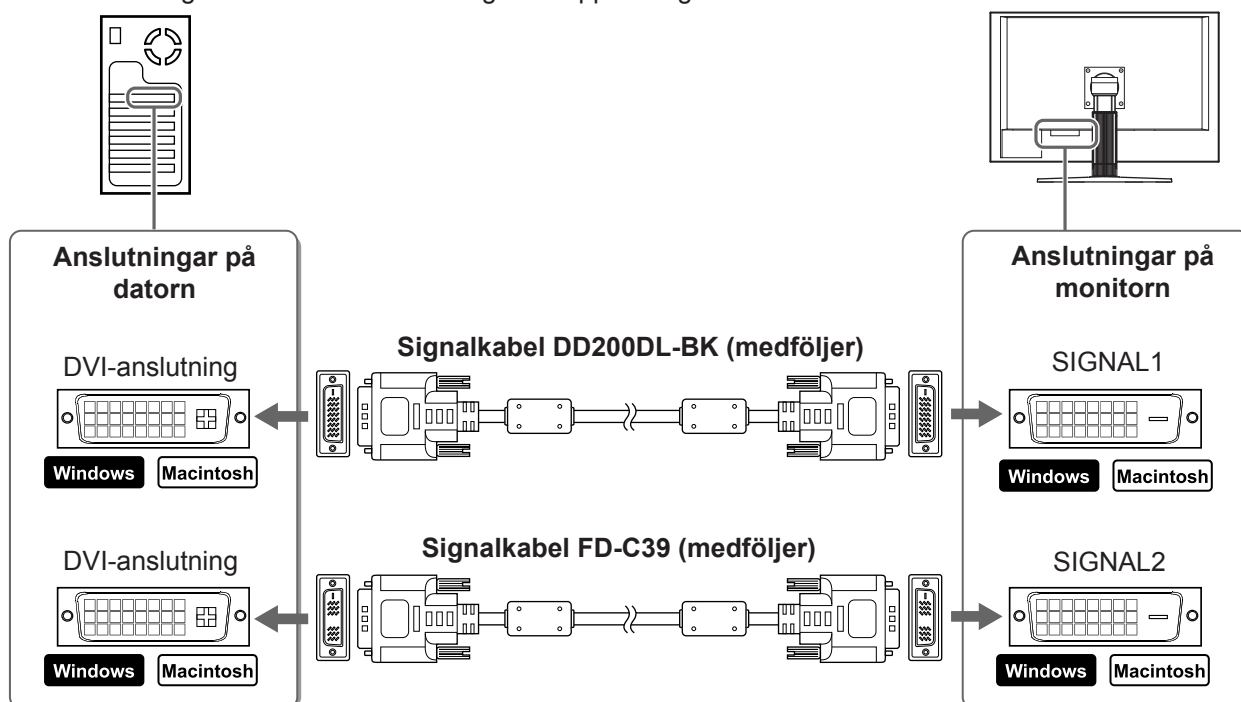 Anslutningar på
datorn
Anslutningar på
monitorn
Signalkabel DD200DL-BK (medföljer)
DVI-anslutning
SIGNAL1
Windows Macintosh
Windows Macintosh
Signalkabel FD-C39 (medföljer)
DVI-anslutning
SIGNAL2
Windows Macintosh
Windows Macintosh